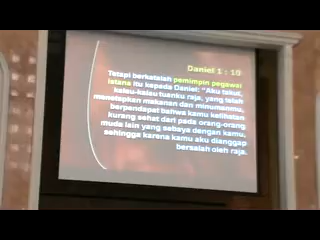 Daniel 1 : 10
Tetapi berkatalah pemimpin pegawai
istana itu kepada Daniel: "Aku takut,
kalau-kalau tuanku raja, yang telah
menetapkan makanan dan minumanmu,
berpendapat bahwa kamu kelihatan
kurang sehat dari pada orang-orang
muda lain yang sebaya dengan kamu,
sehingga karena kamu aku dianggap
bersalah oleh raja.